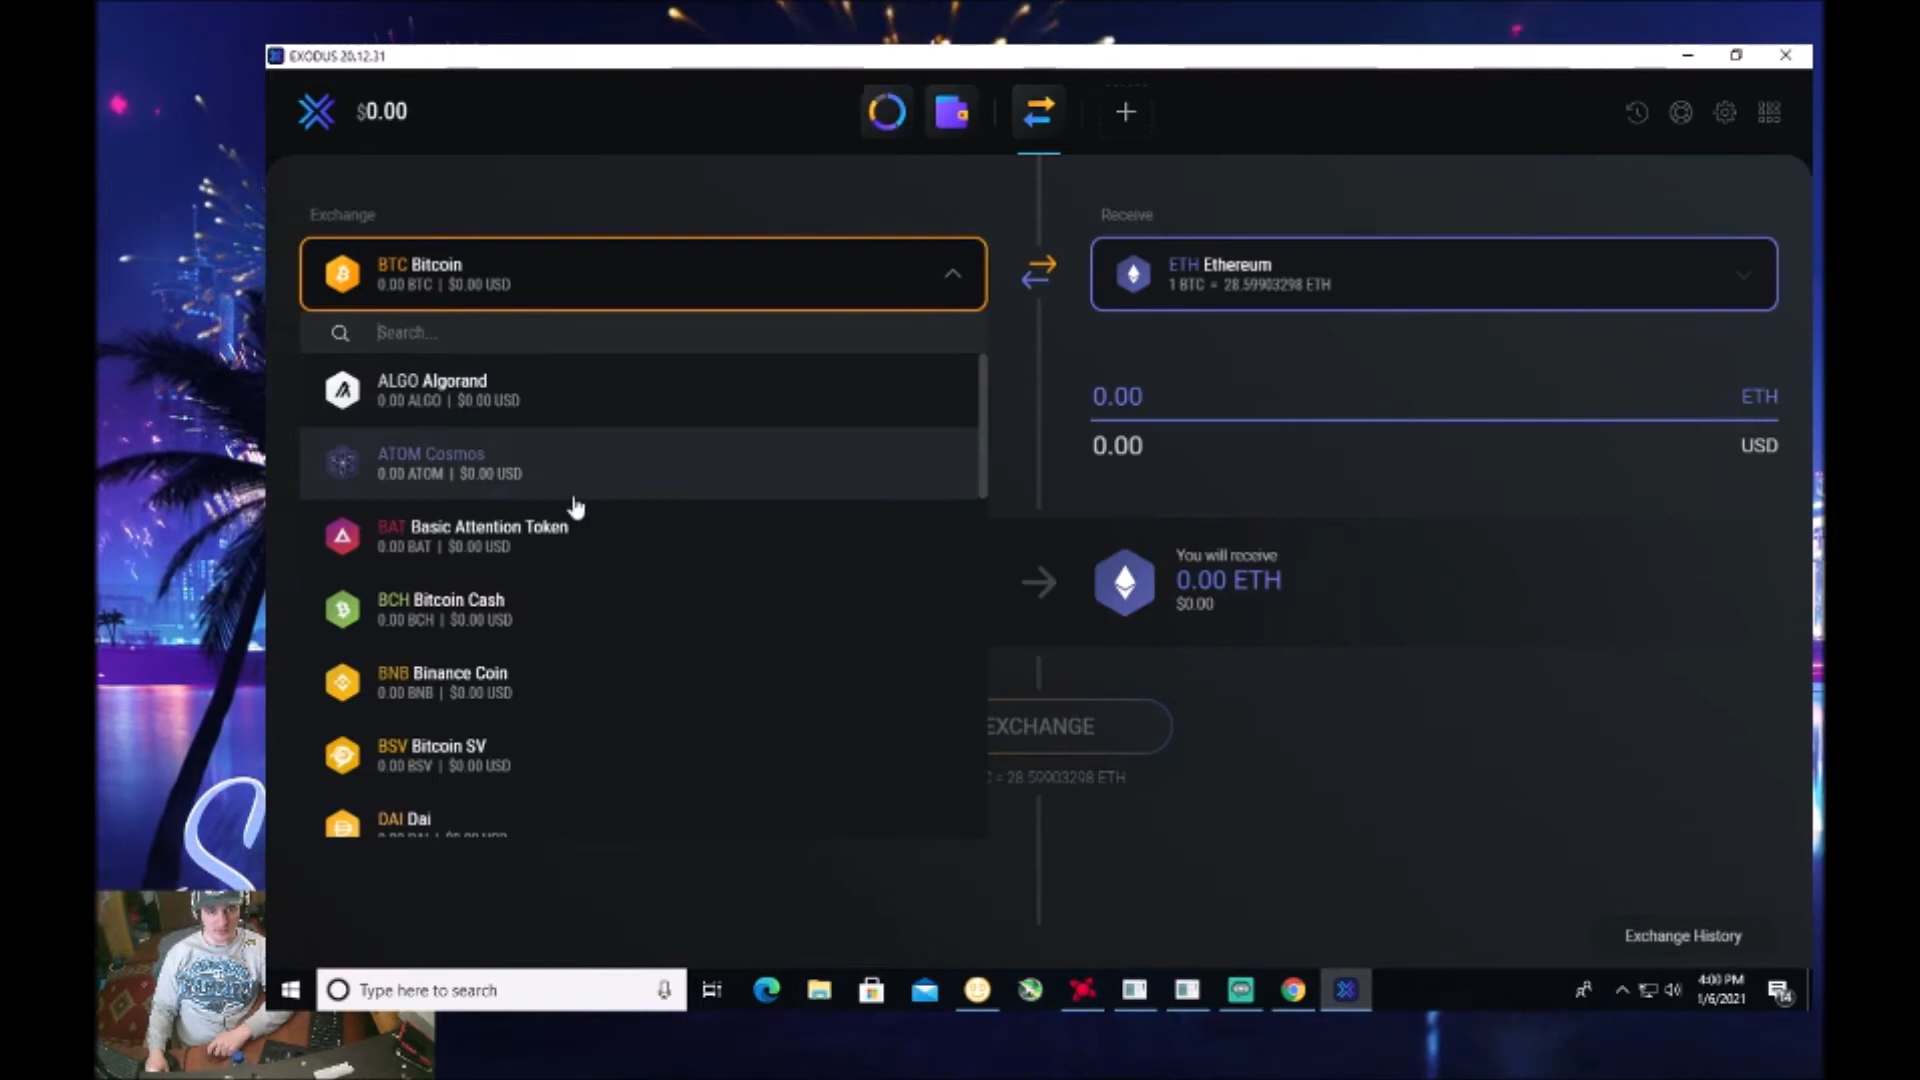 EXODUS 20.12.31
$0.00
Exchange
Receive
BTC Bitcoin
0.00 BTC | $0.00 USD
ETH Ethereum
1 BTC = 28.59903298 ETH
Search...
ALGO Algorand
0.00 ALGO | $0.00 USD
0.00 ETH
ATOM Cosmos
0.00 ATOM | $0.00 USD
0.00 USD
BAT Basic Attention Token
0.00 BAT | $0.00 USD
You will receive
0.00 ETH
$0.00
BCH Bitcoin Cash
0.00 BCH | $0.00 USD
BNB Binance Coin
0.00 BNB | $0.00 USD
EXCHANGE
BSV Bitcoin SV
0.00 BSV | $0.00 USD
= 28.59903298 ETH
DAI Dai
Exchange History
Type here to search
4:00 PM
1/6/2021
14